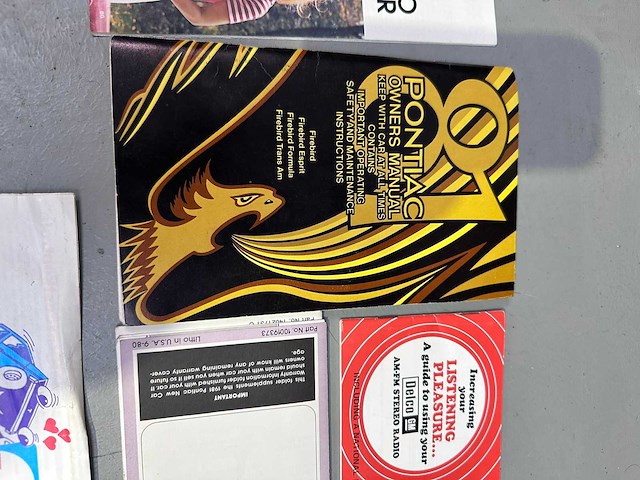 O
R
81
PONTIAC
OWNERS MANUAL
KEEP WITH CAR AT ALL TIMES
CONTAINS
IMPORTANT OPERATING
SAFETY AND MAINTENANCE
INSTRUCTIONS
Firebird
Firebird Esprit
Firebird Formula
Firebird Trans Am
Part No. 10019373
Litho in U.S.A. 9-80
IMPORTANT
This folder supplements the 1981 Pontiac New Car
Warranty Information folder furnished with your car. It
should remain with your car when you sell it so future
owners will know of any remaining warranty cover-
age.
Increasing
your
LISTENING
PLEASURE....
A guide to using your
Delco GM
AM-FM STEREO RADIO
INCLUDING A NATIONAL